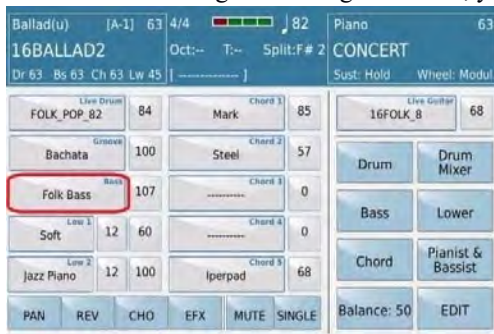 Ballad(u) [A-1] 63 4/4 82 Piano 63
16BALLAD2 Oct:-- T:-- Split:F# 2 CONCERT
Dr 63 Bs 63 Ch 63 Lw 45 [ ---------- ] Sust: Hold Wheel: Modul
Live Drum Chord 1 Live Guitar
FOLK_POP_82 84 Mark 85 16FOLK_8 68
Groove Chord 2
Bachata 100 Steel 57 Drum Drum Mixer
Bass Chord 3
Folk Bass 107 ---------- 0 Bass Lower
Low 1 Chord 4
Soft 12 60 ---------- 0
Low 2 Chord 5
Jazz Piano 12 100 Iperpad 68 Chord Pianist & Bassist
PAN REV CHO EFX MUTE SINGLE Balance: 50 EDIT